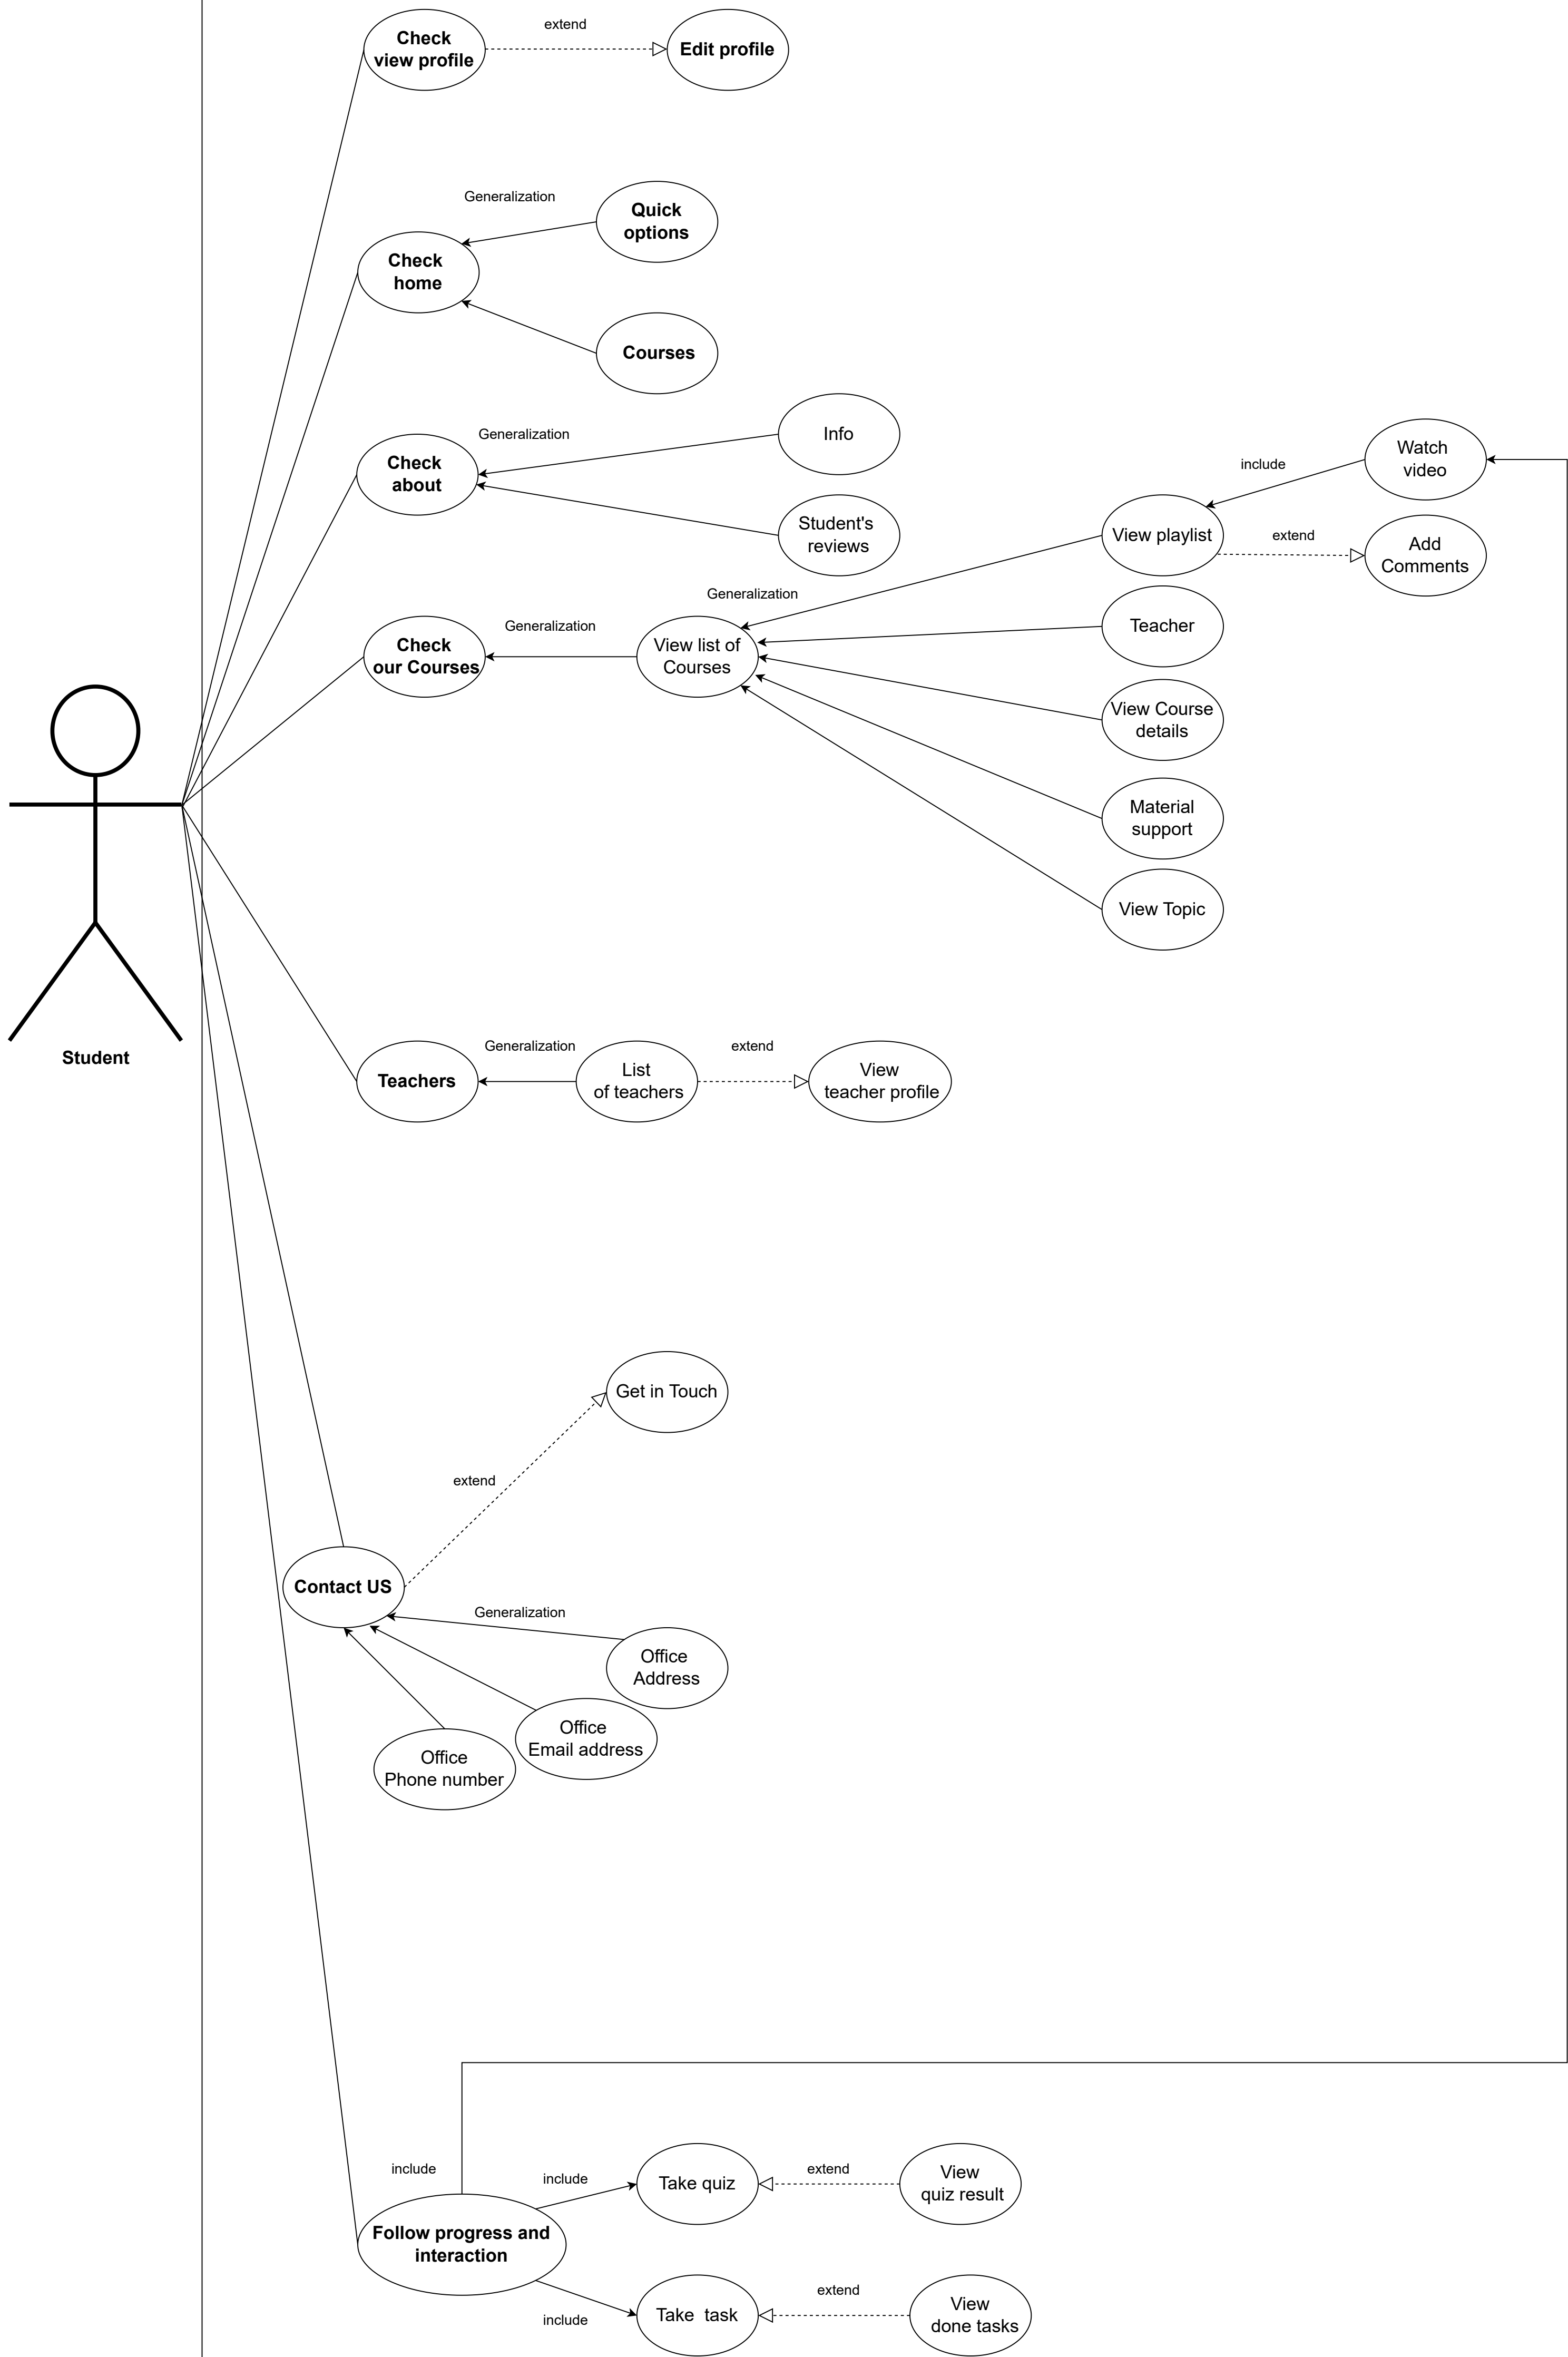 Check
view profile
extend
Edit profile
Generalization
Quick
options
Check
home
Courses
Generalization
Info
Check
about
Student's
reviews
Watch
video
include
View playlist
extend
Add
Comments
Generalization
Teacher
Generalization
Check
our Courses
View list of
Courses
View Course
details
Material
support
View Topic
Student
Teachers
Generalization
List
of teachers
extend
View
teacher profile
Get in Touch
extend
Contact US
Generalization
Office
Address
Office
Email address
Office
Phone number
include
include
Take quiz
extend
View
quiz result
Follow progress and
interaction
include
Take  task
extend
View
done tasks